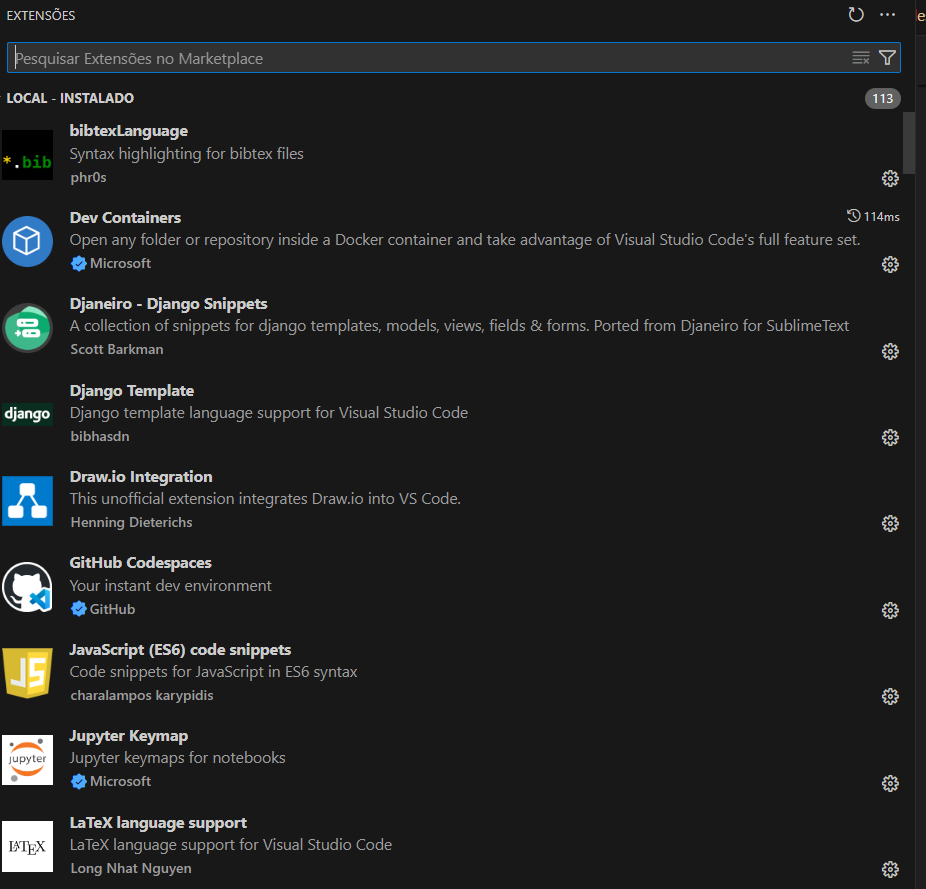 EXTENSÕES
Pesquisar Extensões no Marketplace
LOCAL - INSTALADO 113
*.bib
bibtexLanguage
Syntax highlighting for bibtex files
phr0s
Dev Containers 114ms
Open any folder or repository inside a Docker container and take advantage of Visual Studio Code's full feature set.
Microsoft
Djaneiro - Django Snippets
A collection of snippets for django templates, models, views, fields & forms. Ported from Djaneiro for SublimeText
Scott Barkman
django
Django Template
Django template language support for Visual Studio Code
bibhasdn
Draw.io Integration
This unofficial extension integrates Draw.io into VS Code.
Henning Dieterichs
GitHub Codespaces
Your instant dev environment
GitHub
JS
JavaScript (ES6) code snippets
Code snippets for JavaScript in ES6 syntax
charalampos karypidis
jupyter
Jupyter Keymap
Jupyter keymaps for notebooks
Microsoft
LATEX
LaTeX language support
LaTeX language support for Visual Studio Code
Long Nhat Nguyen